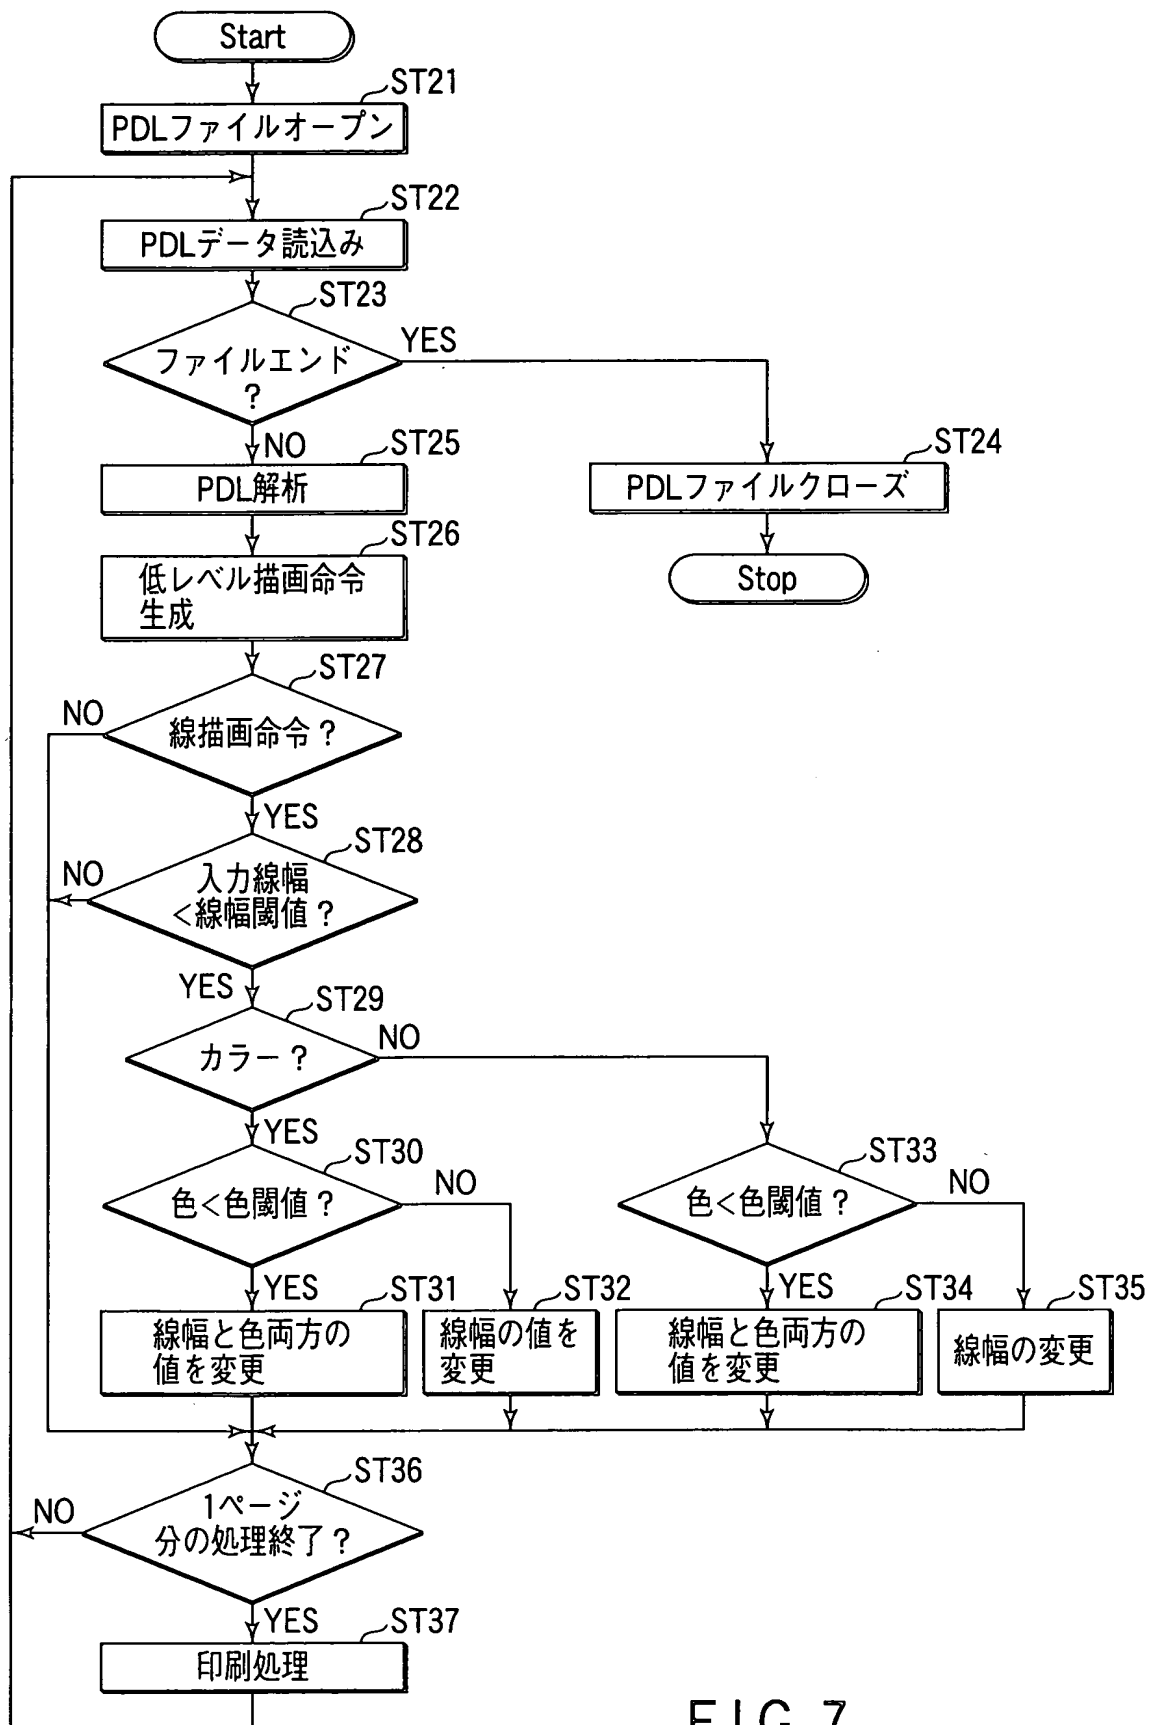 Start
ST21
PDLファイルオープン
ST22
PDLデータ読込み
ST23
ファイルエンド
?
YES
NO
ST25
PDL解析
ST24
PDLファイルクローズ
Stop
ST26
低レベル描画命令
生成
ST27
線描画命令?
NO
YES
ST28
入力線幅
<線幅閾値?
NO
YES
ST29
カラー?
NO
YES
ST30
色<色閾値?
NO
ST33
色<色閾値?
NO
YES
ST31
線幅と色両方の
値を変更
ST32
線幅の値を
変更
YES
ST34
線幅と色両方の
値を変更
ST35
線幅の変更
ST36
1ページ
分の処理終了?
NO
YES
ST37
印刷処理
FIG. 7